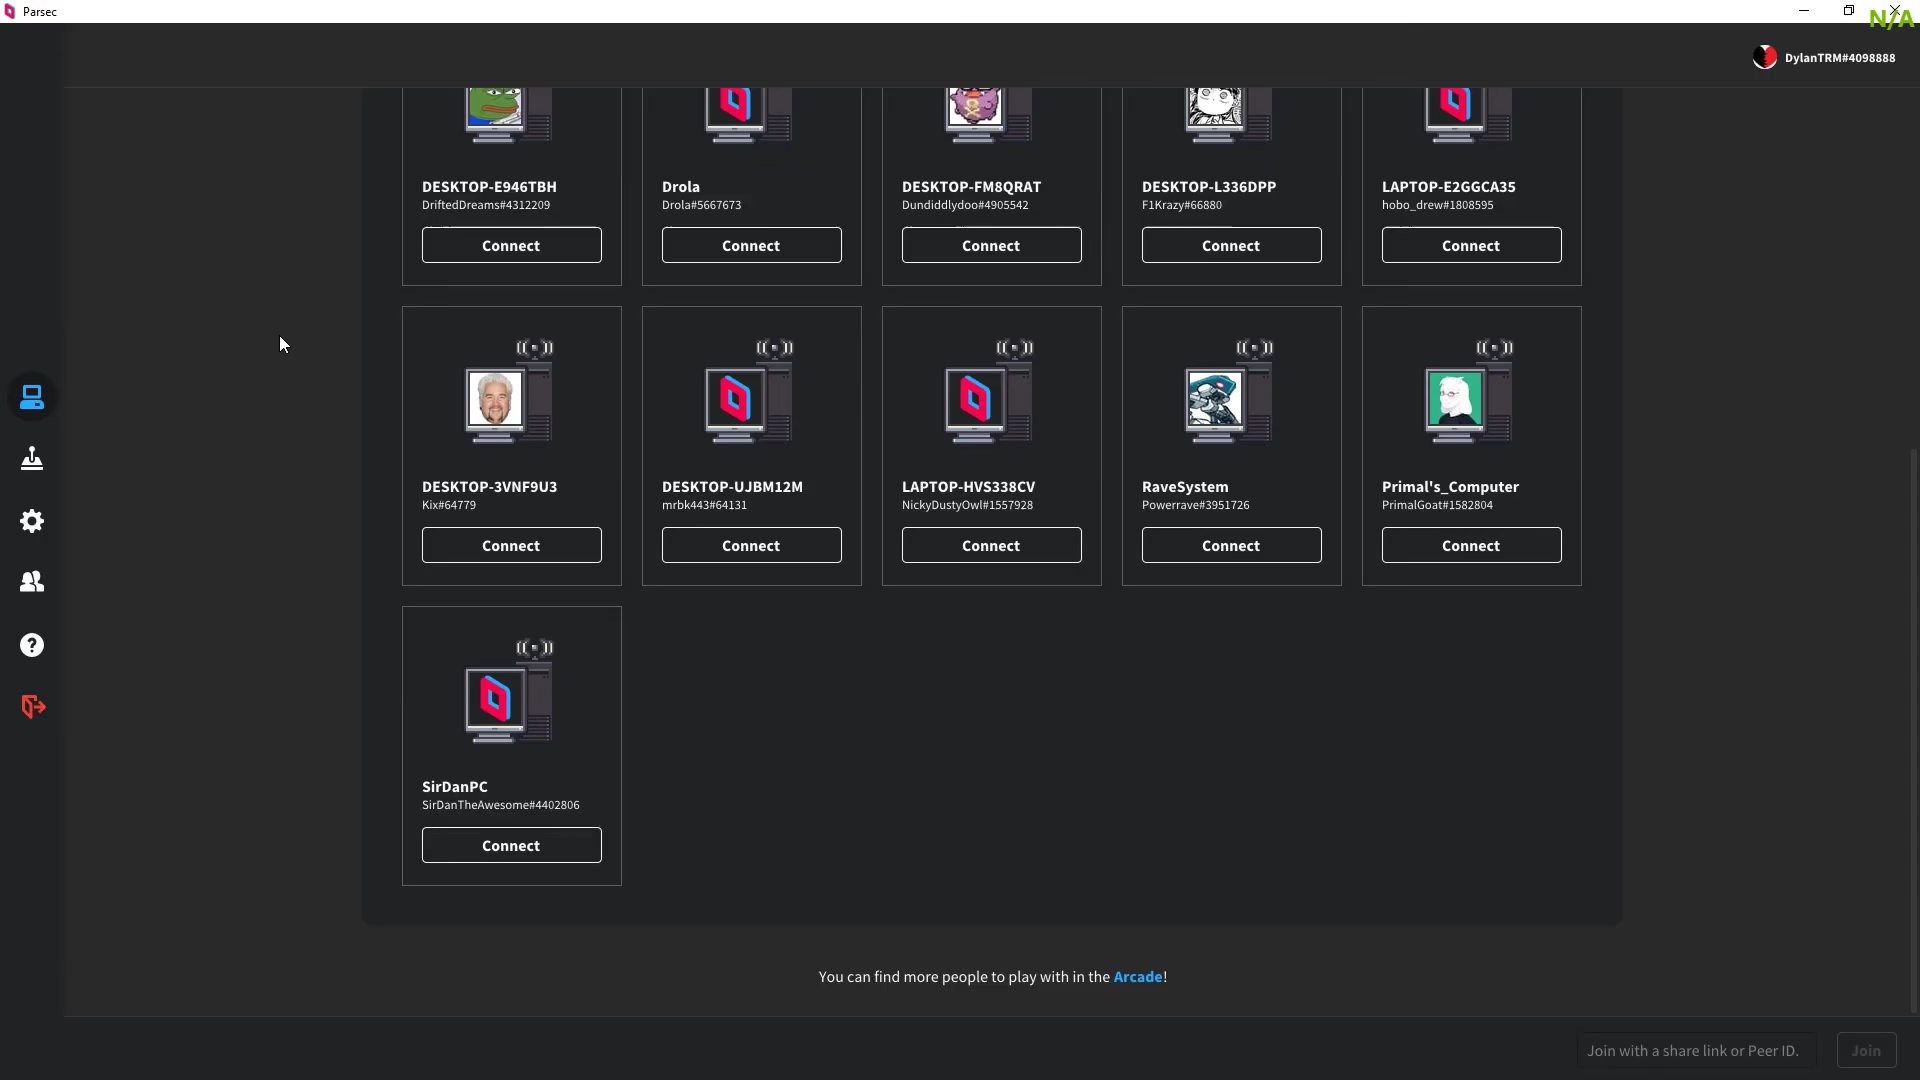 Parsec
N/A
DylanTRM#4098888
DESKTOP-E946TBH
DriftedDreams#4312209
Connect
Drola
Drola#5667673
Connect
DESKTOP-FM8QRAT
Dundiddlydoo#4905542
Connect
DESKTOP-L336DPP
F1Krazy#66880
Connect
LAPTOP-E2GGCA35
hobo_drew#1808595
Connect
DESKTOP-3VNF9U3
Kix#64779
Connect
DESKTOP-UJBM12M
mrbk443#64131
Connect
LAPTOP-HVS338CV
NickyDustyOwl#1557928
Connect
RaveSystem
Powerrave#3951726
Connect
Primal's_Computer
PrimalGoat#1582804
Connect
SirDanPC
SirDanTheAwesome#4402806
Connect
You can find more people to play with in the Arcade!
Join with a share link or Peer ID.
Join